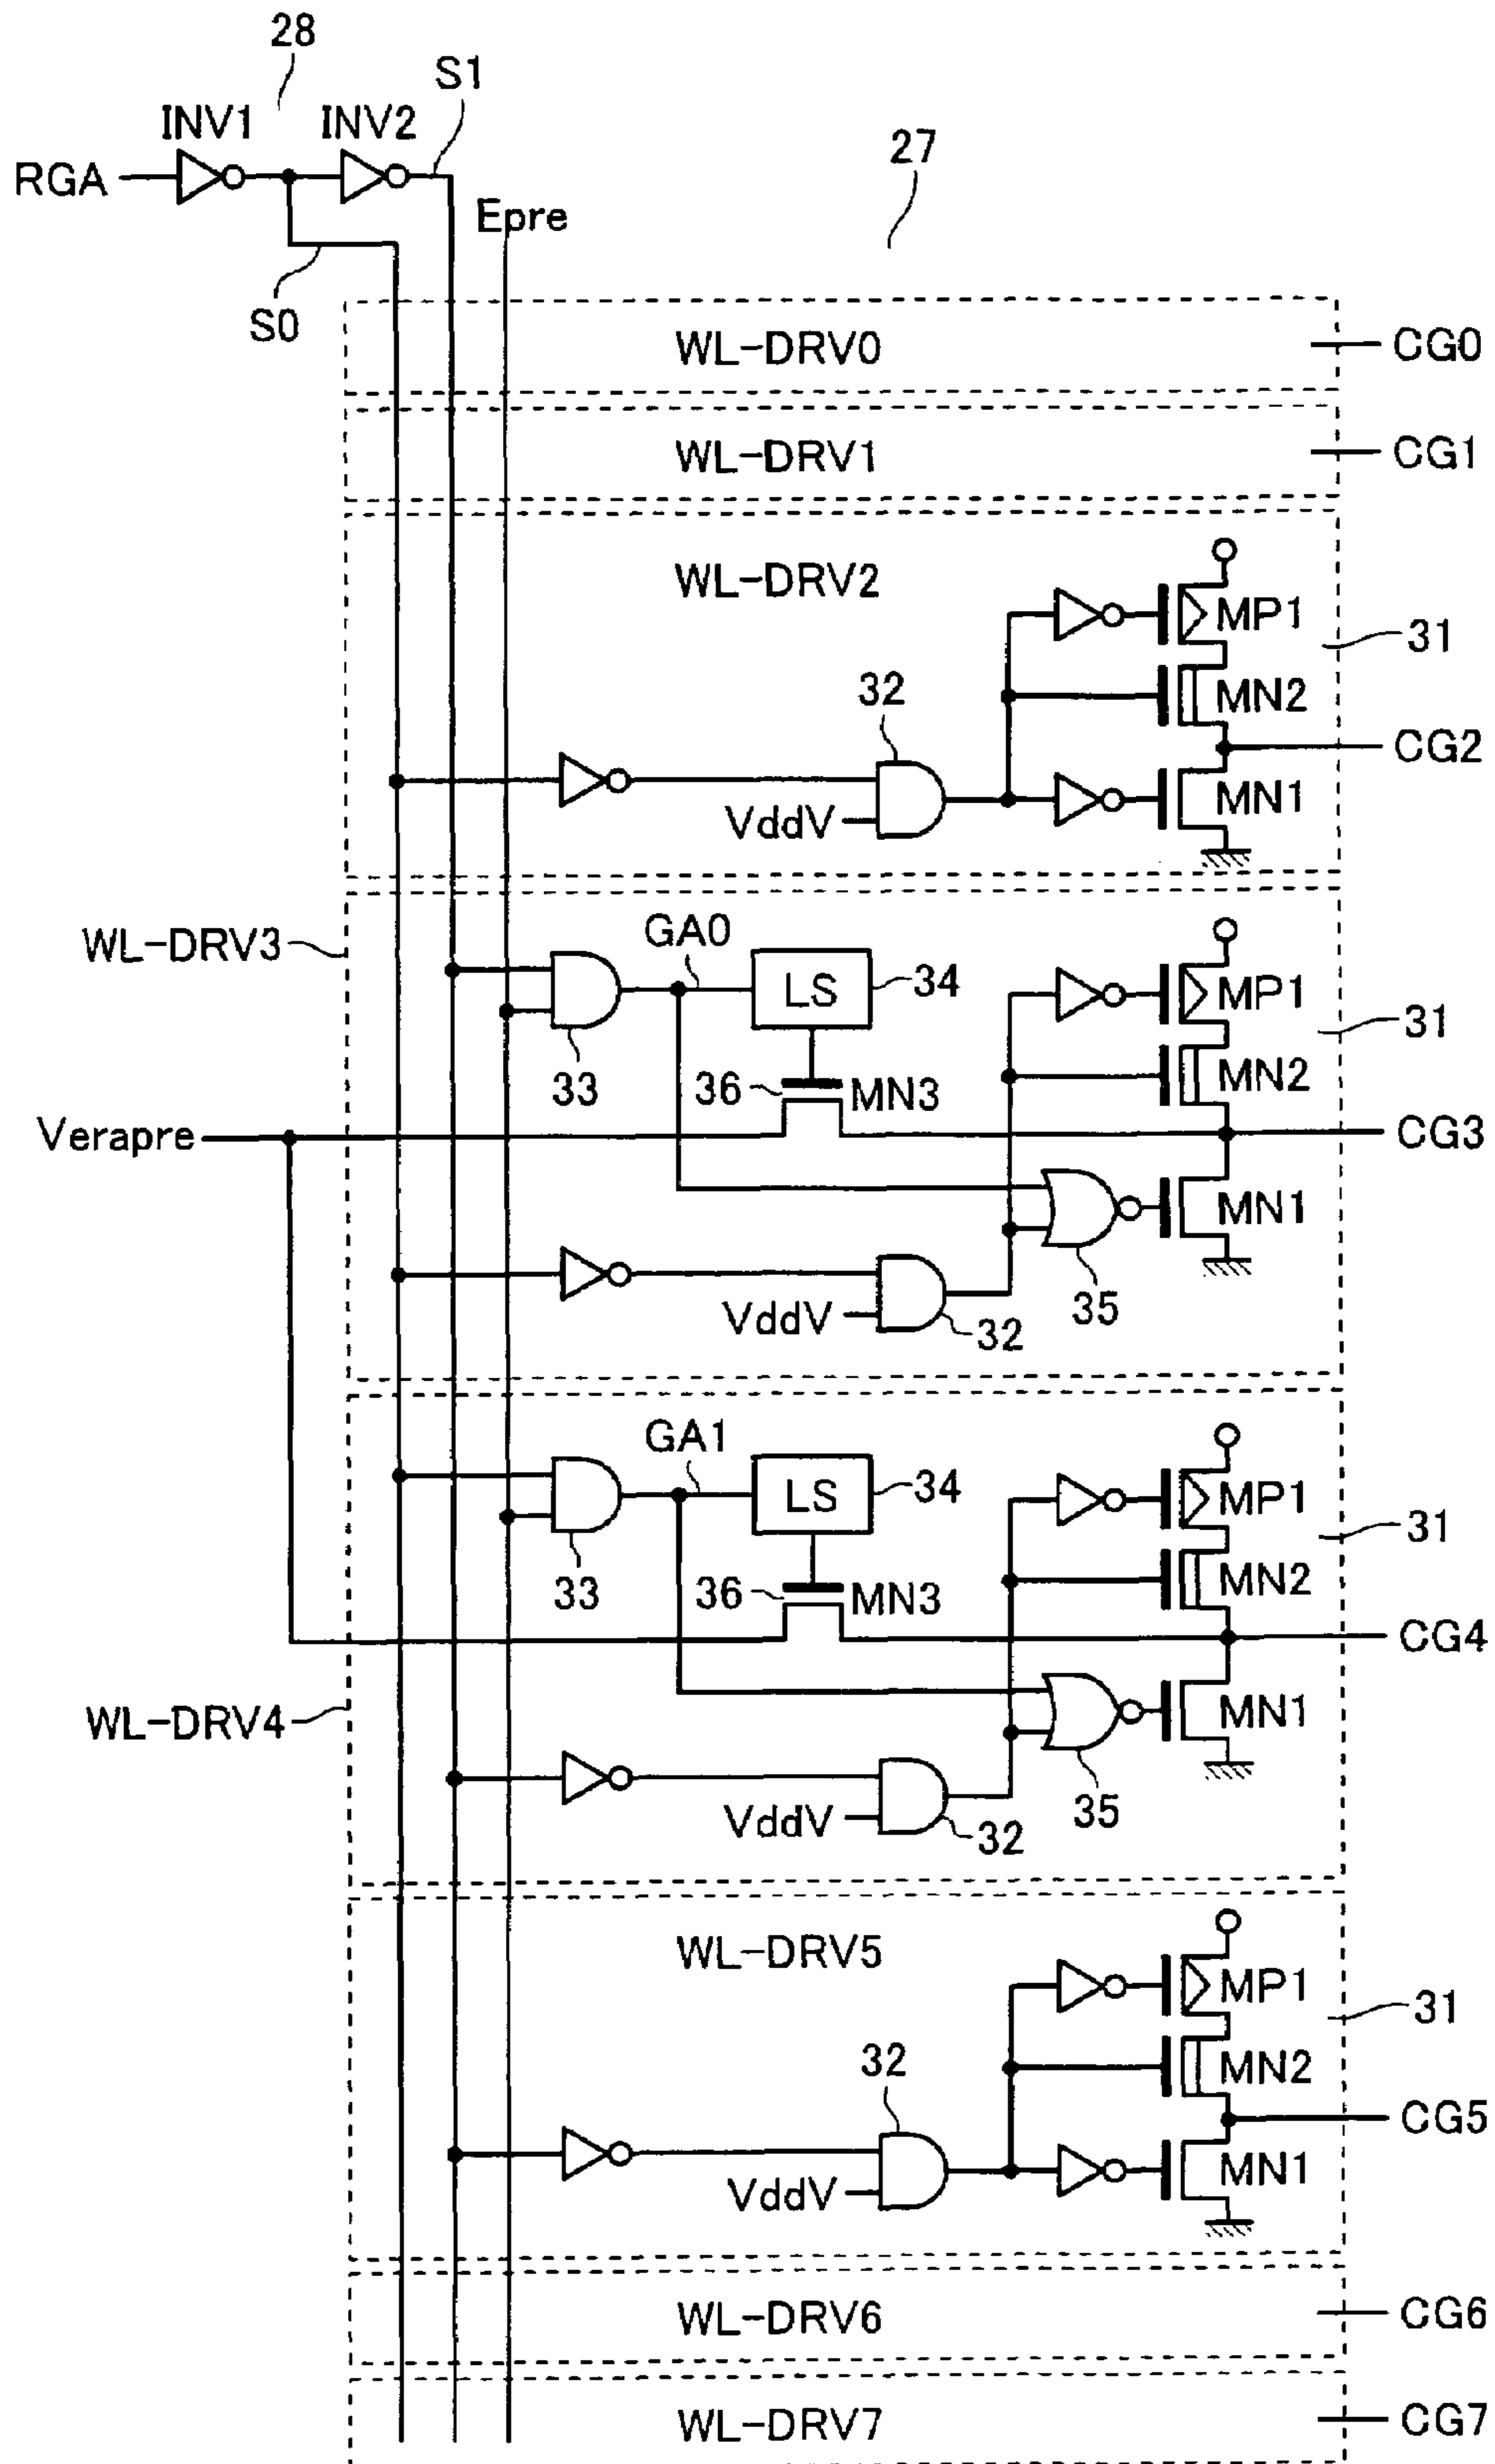 28
S1
INV1 INV2
RGA
27
Epre
S0
WL-DRV0
CG0
WL-DRV1
CG1
WL-DRV2
MP1
31
32
MN2
CG2
VddV
MN1
WL-DRV3
GA0
LS
34
MP1
31
33
36
MN3
MN2
Verapre
CG3
MN1
VddV
32
35
GA1
LS
34
MP1
31
33
36
MN3
MN2
CG4
WL-DRV4
MN1
VddV
32
35
WL-DRV5
MP1
31
32
MN2
CG5
VddV
MN1
WL-DRV6
CG6
WL-DRV7
CG7